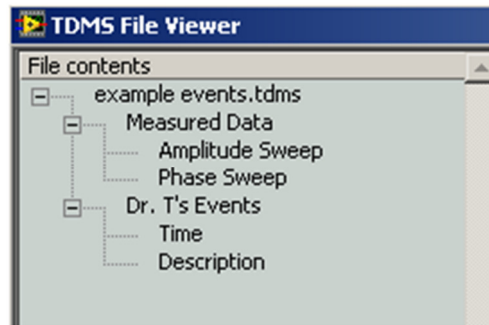 TDMS File Viewer
File contents
example events.tdms
Measured Data
Amplitude Sweep
Phase Sweep
Dr. T's Events
Time
Description